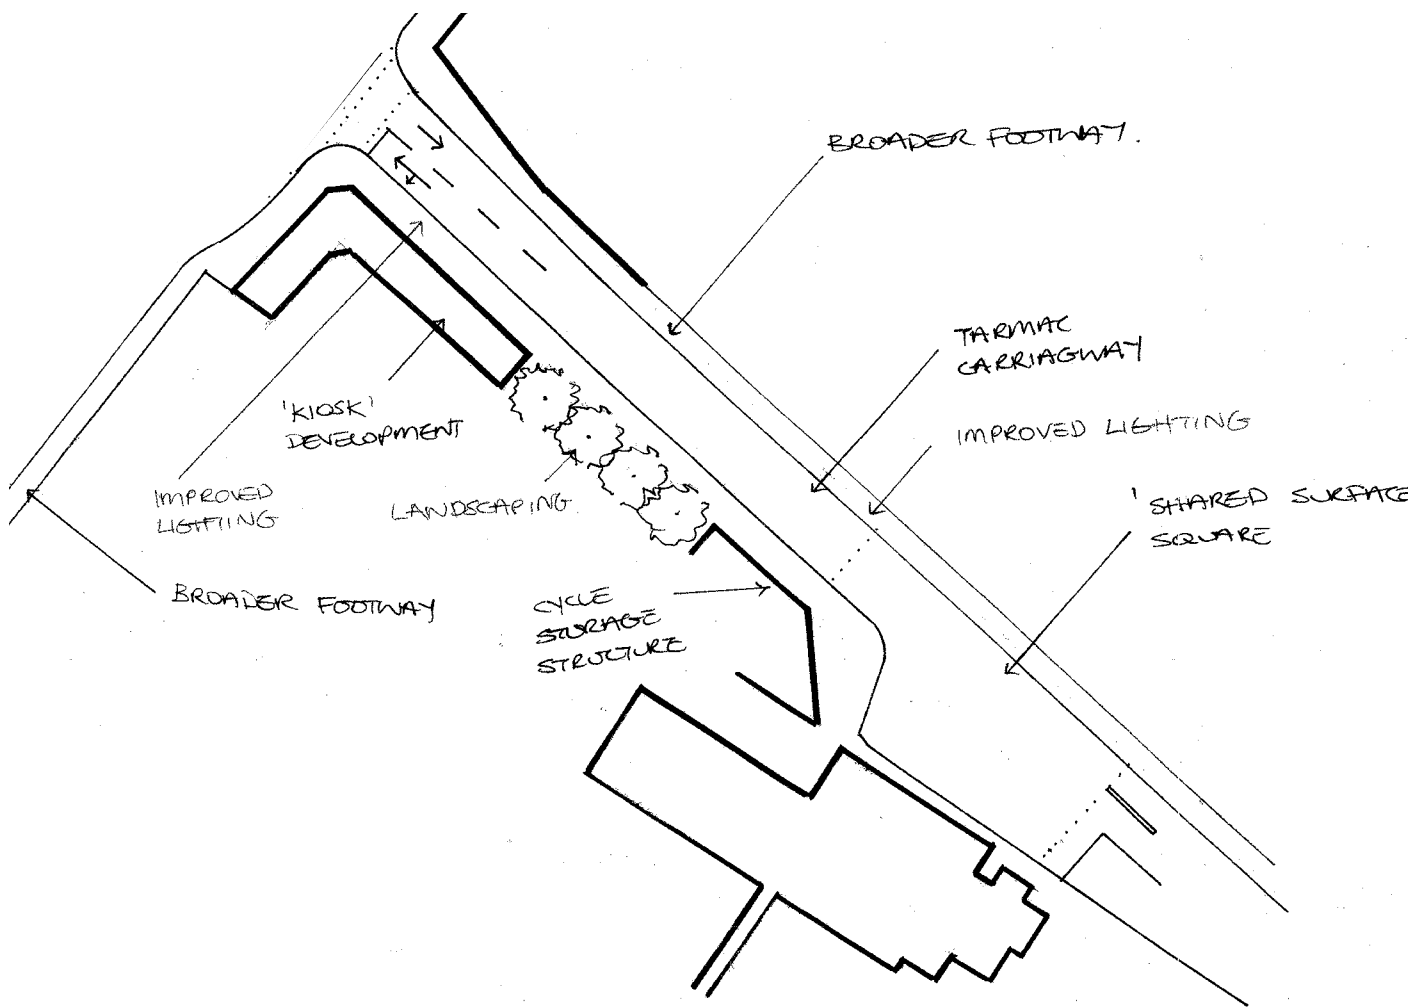 BROADER FOOTWAY.
TARMAC
CARRIAGWAY
IMPROVED LIGHTING
'SHARED SURFACE
SQUARE
'KIOSK'
DEVELOPMENT
IMPROVED
LIGHTING
LANDSCAPING
BROADER FOOTWAY
CYCLE
STORAGE
STRUCTURE